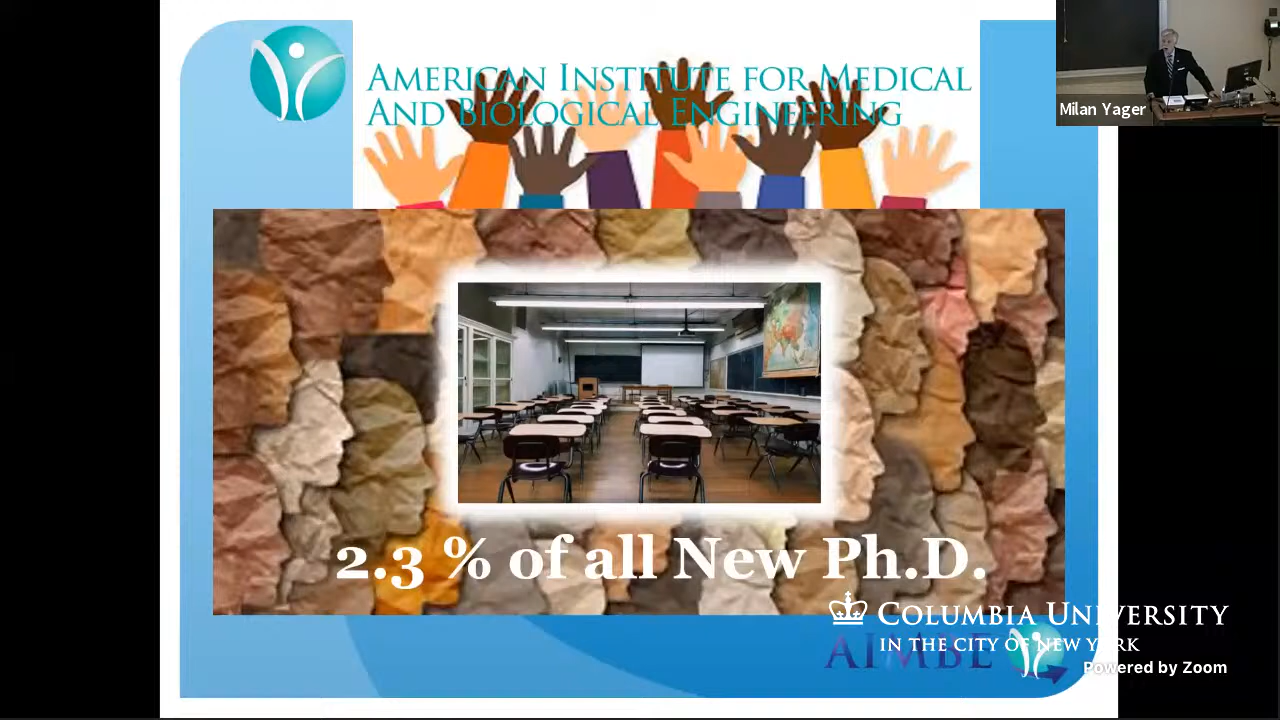 AMERICAN INSTITUTE FOR MEDICAL
AND BIOLOGICAL ENGINEERING
Milan Yager
2.3 % of all New Ph.D.
COLUMBIA UNIVERSITY
IN THE CITY OF NEW YORK
AIMBE
Powered by Zoom